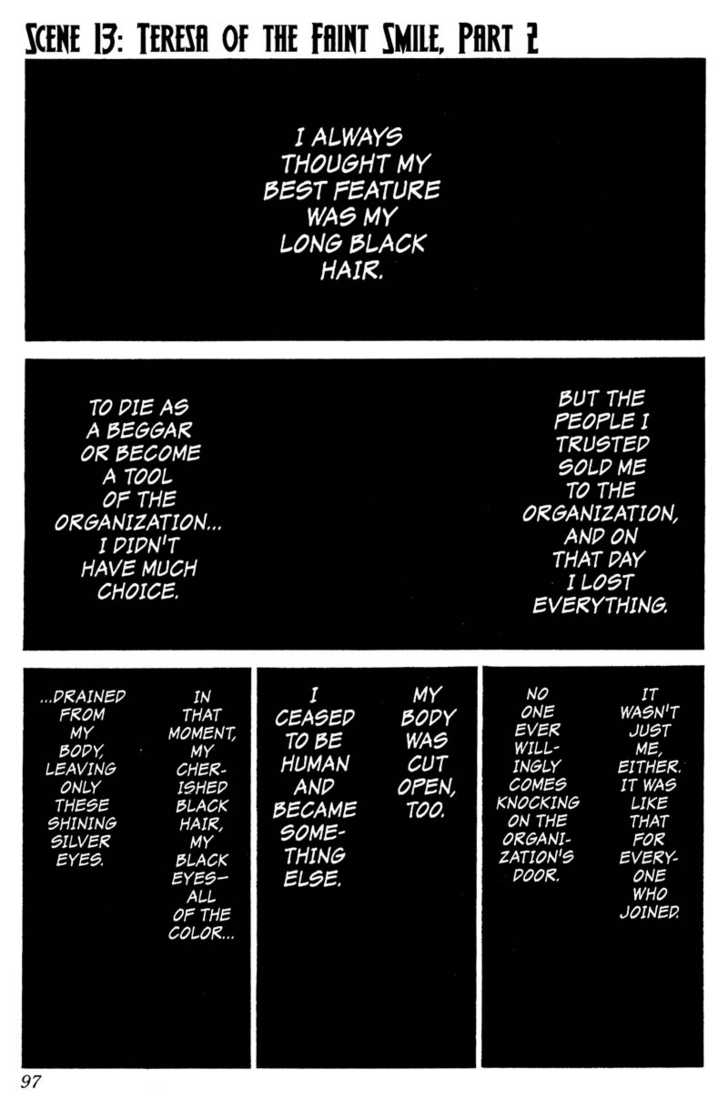 SCENE 13: TERESA OF THE FAINT SMILE, PART 2
I ALWAYS
THOUGHT MY
BEST FEATURE
WAS MY
LONG BLACK
HAIR.
BUT THE
PEOPLE I
TRUSTED
SOLD ME
TO THE
ORGANIZATION,
AND ON
THAT DAY
I LOST
EVERYTHING.
TO DIE AS
A BEGGAR
OR BECOME
A TOOL
OF THE
ORGANIZATION...
I DIDN'T
HAVE MUCH
CHOICE.
IT
WASN'T
JUST
ME,
EITHER.
IT WAS
LIKE
THAT
FOR
EVERY-
ONE
WHO
JOINED.
NO
ONE
EVER
WILL-
INGLY
COMES
KNOCKING
ON THE
ORGANI-
ZATION'S
DOOR.
MY
BODY
WAS
CUT
OPEN,
TOO.
I
CEASED
TO BE
HUMAN
AND
BECAME
SOME-
THING
ELSE.
IN
THAT
MOMENT,
MY
CHER-
ISHED
BLACK
HAIR,
MY
BLACK
EYES—
ALL
OF THE
COLOR...
...DRAINED
FROM
MY
BODY,
LEAVING
ONLY
THESE
SHINING
SILVER
EYES.
97